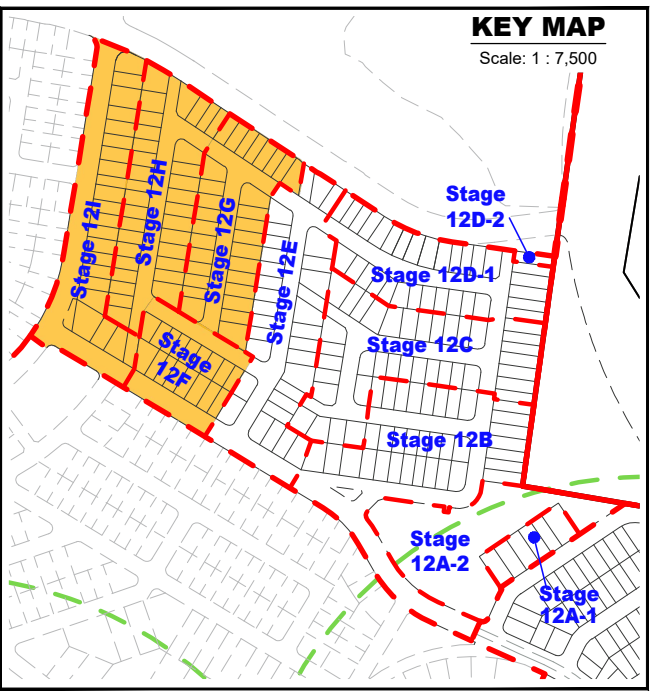 KEY MAP
Scale: 1 : 7,500
Stage
12D-2
Stage 12I
Stage 12H
Stage 12G
Stage 12E
Stage 12D-1
Stage 12C
Stage
12F
Stage 12B
Stage
12A-2
Stage
12A-1